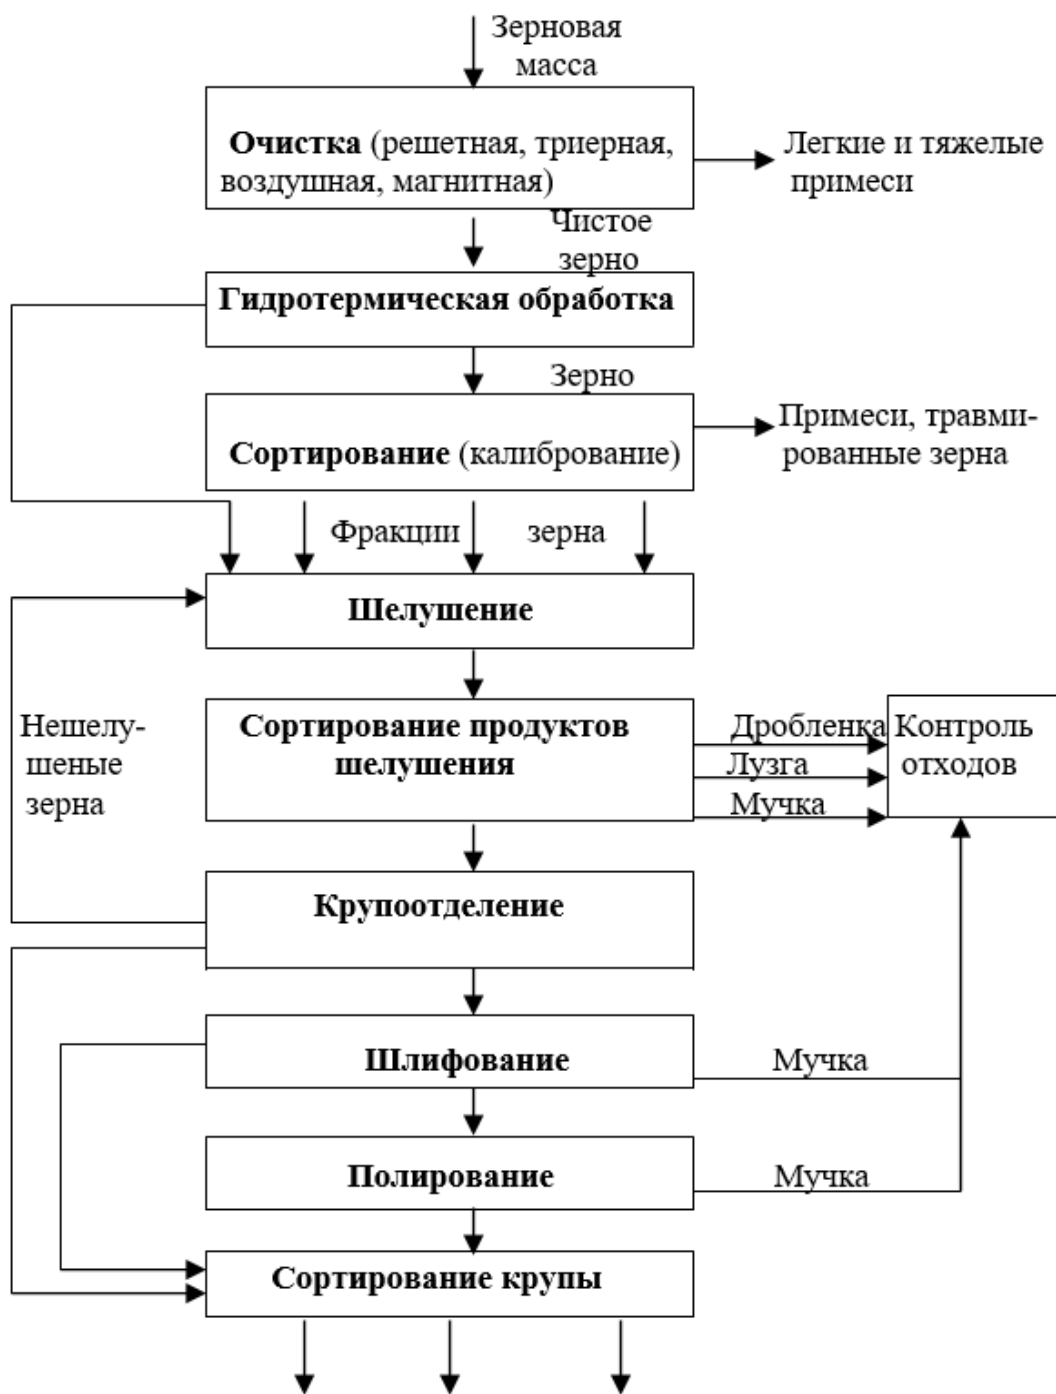 Зерновая
масса
Очистка (решетная, триерная,
воздушная, магнитная)
Легкие и тяжелые
примеси
Чистое
зерно
Гидротермическая обработка
Зерно
Сортирование (калибрование)
Примеси, травми-
рованные зерна
Фракции зерна
Шелушение
Нешелу-
шеные
зерна
Сортирование продуктов
шелушения
Дробленка
Лузга
Мучка
Контроль
отходов
Крупоотделение
Шлифование
Мучка
Полирование
Мучка
Сортирование крупы